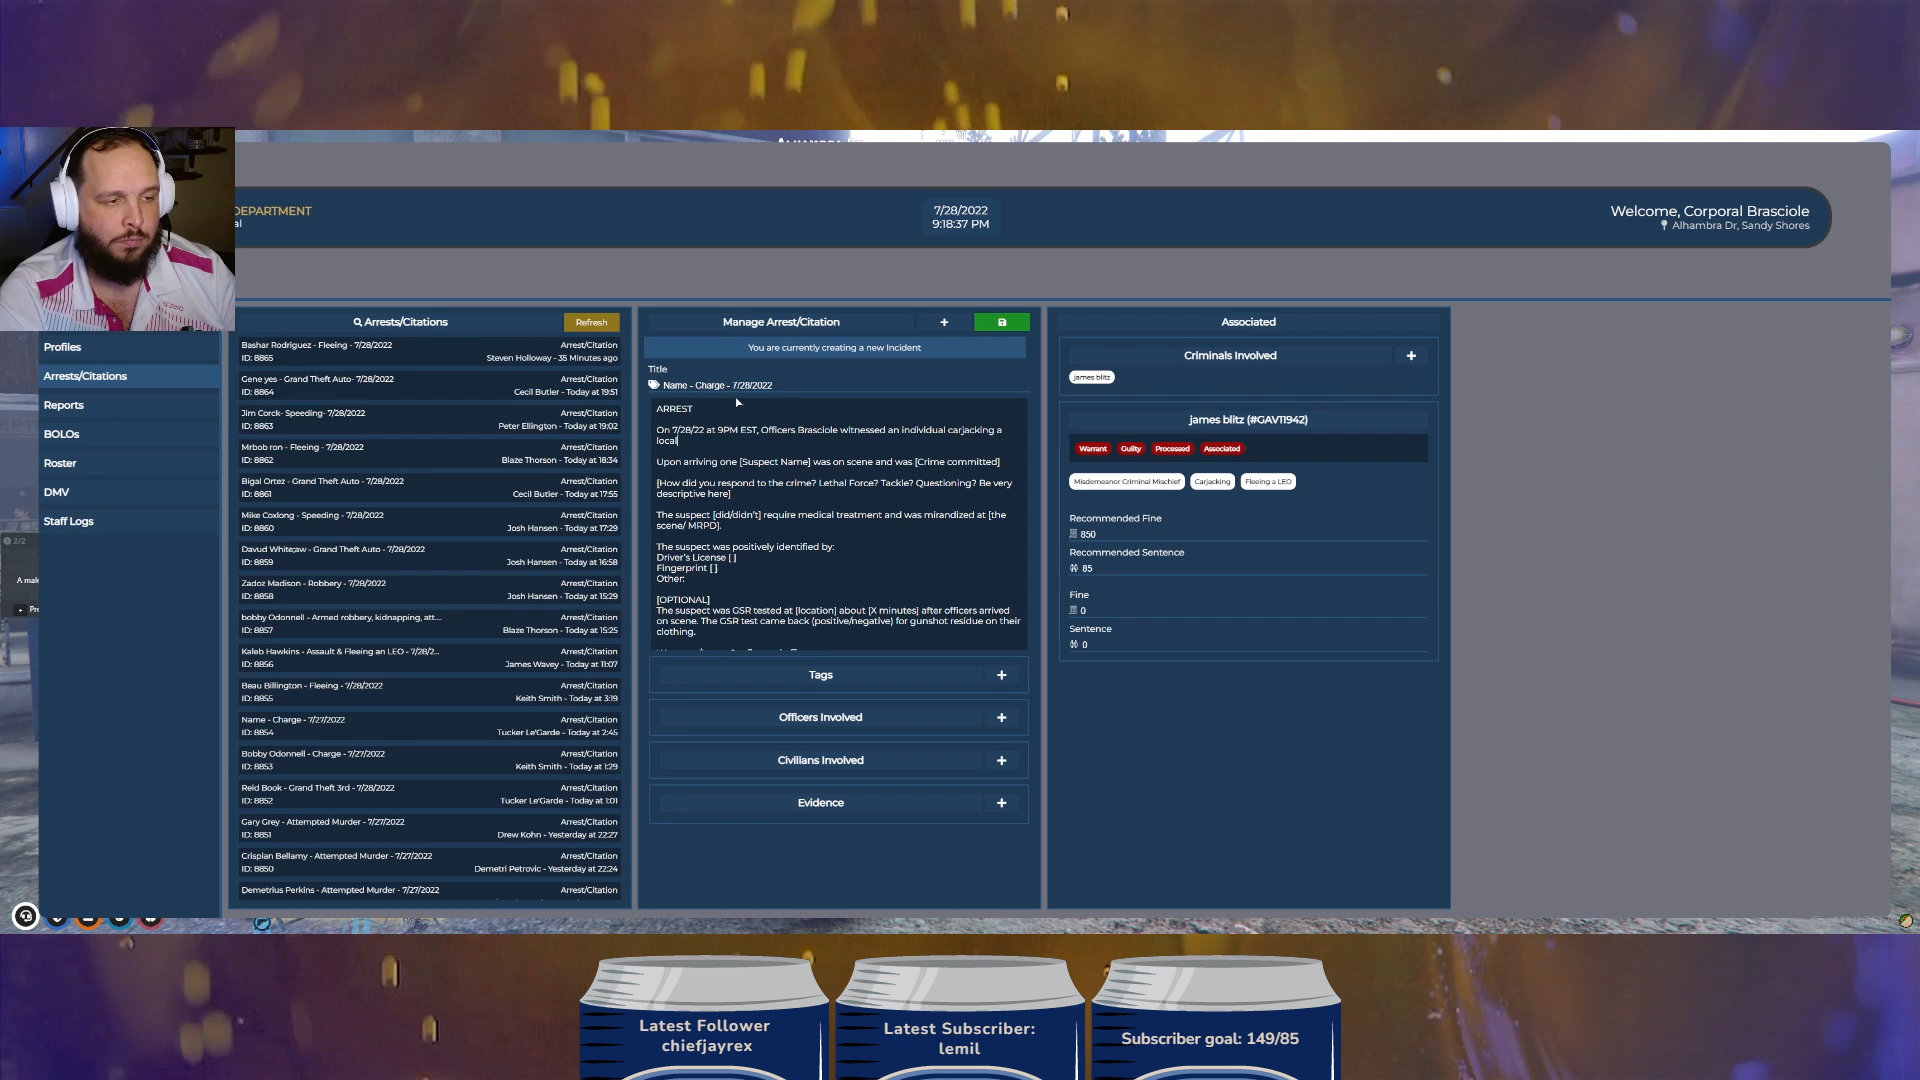 DEPARTMENT
al
7/28/2022
9:18:37 PM
Welcome, Corporal Brasciole
Alhambra Dr, Sandy Shores
Profiles
Arrests/Citations
Reports
BOLOs
Roster
DMV
Staff Logs
2/2
A male
Pre
Arrests/Citations
Refresh
Bashar Rodriguez - Fleeing - 7/28/2022 Arrest/Citation
ID: 8865 Steven Holloway - 35 Minutes ago
Gene yes - Grand Theft Auto- 7/28/2022 Arrest/Citation
ID: 8864 Cecil Butler - Today at 19:51
Jim Corck- Speeding- 7/28/2022 Arrest/Citation
ID: 8863 Peter Ellington - Today at 19:02
Mrbob ron - Fleeing - 7/28/2022 Arrest/Citation
ID: 8862 Blaze Thorson - Today at 18:34
Bigal Ortez - Grand Theft Auto - 7/28/2022 Arrest/Citation
ID: 8861 Cecil Butler - Today at 17:55
Mike Coxlong - Speeding - 7/28/2022 Arrest/Citation
ID: 8860 Josh Hansen - Today at 17:29
Davud White;aw - Grand Theft Auto - 7/28/2022 Arrest/Citation
ID: 8859 Josh Hansen - Today at 16:58
Zadoz Madison - Robbery - 7/28/2022 Arrest/Citation
ID: 8858 Josh Hansen - Today at 15:29
bobby Odonnell - Armed robbery, kidnapping, att... Arrest/Citation
ID: 8857 Blaze Thorson - Today at 15:25
Kaleb Hawkins - Assault & Fleeing an LEO - 7/28/2... Arrest/Citation
ID: 8856 James Wavey - Today at 11:07
Beau Billington - Fleeing - 7/28/2022 Arrest/Citation
ID: 8855 Keith Smith - Today at 3:19
Name - Charge - 7/27/2022 Arrest/Citation
ID: 8854 Tucker Le'Garde - Today at 2:45
Bobby Odonnell - Charge - 7/27/2022 Arrest/Citation
ID: 8853 Keith Smith - Today at 1:29
Reid Book - Grand Theft 3rd - 7/28/2022 Arrest/Citation
ID: 8852 Tucker Le'Garde - Today at 1:01
Gary Grey - Attempted Murder - 7/27/2022 Arrest/Citation
ID: 8851 Drew Kohn - Yesterday at 22:27
Crispian Bellamy - Attempted Murder - 7/27/2022 Arrest/Citation
ID: 8850 Demetri Petrovic - Yesterday at 22:24
Demetrius Perkins - Attempted Murder - 7/27/2022 Arrest/Citation
Manage Arrest/Citation +
You are currently creating a new Incident
Title
Name - Charge - 7/28/2022
ARREST
On 7/28/22 at 9PM EST, Officers Brasciole witnessed an individual carjacking a
local
Upon arriving one [Suspect Name] was on scene and was [Crime committed]
[How did you respond to the crime? Lethal Force? Tackle? Questioning? Be very
descriptive here]
The suspect [did/didn't] require medical treatment and was mirandized at [the
scene/ MRPD].
The suspect was positively identified by:
Driver's License [ ]
Fingerprint [ ]
Other:
[OPTIONAL]
The suspect was GSR tested at [location] about [X minutes] after officers arrived
on scene. The GSR test came back (positive/negative) for gunshot residue on their
clothing.
Tags +
Officers Involved +
Civilians Involved +
Evidence +
Associated
Criminals Involved +
james blitz
james blitz (#GAV11942)
Warrant Guilty Processed Associated
Misdemeanor Criminal Mischief Carjacking Fleeing a LEO
Recommended Fine
850
Recommended Sentence
85
Fine
0
Sentence
0
Latest Follower
chiefjayrex
Latest Subscriber:
lemil
Subscriber goal: 149/85